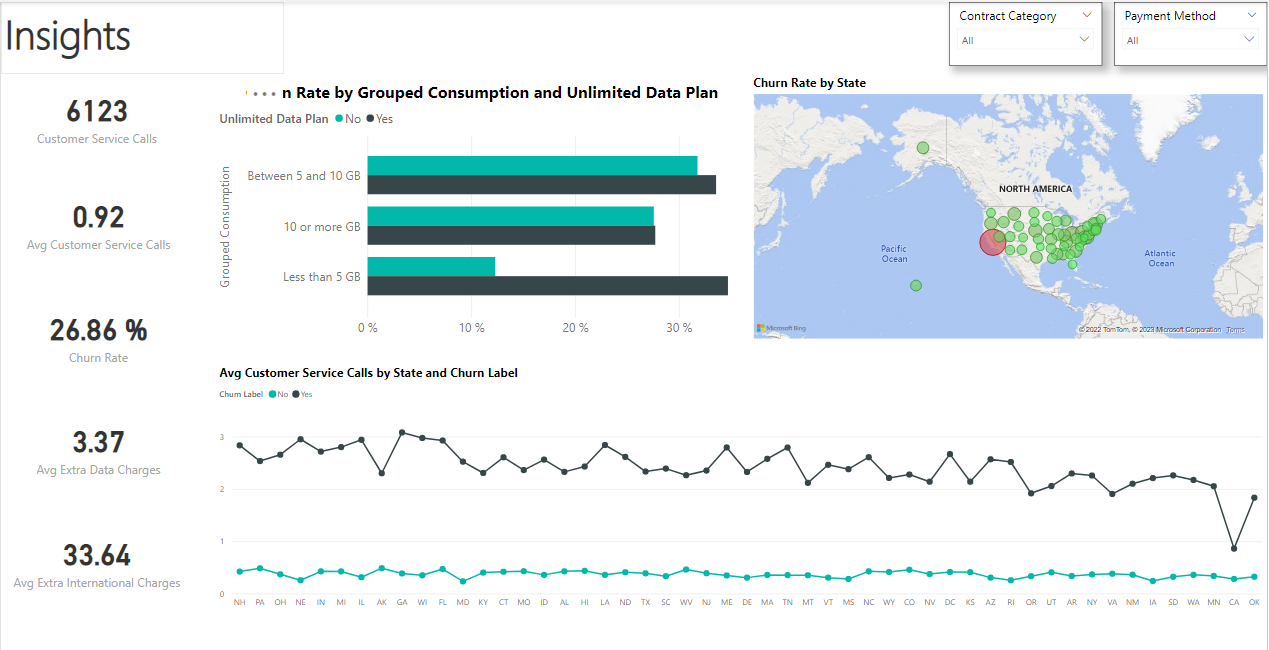 Insights
Contract Category
All
Payment Method
All
6123
Customer Service Calls
0.92
Avg Customer Service Calls
26.86 %
Churn Rate
3.37
Avg Extra Data Charges
33.64
Avg Extra International Charges
n Rate by Grouped Consumption and Unlimited Data Plan
Unlimited Data Plan No Yes
Grouped Consumption
Between 5 and 10 GB
10 or more GB
Less than 5 GB
0 % 10 % 20 % 30 %
Churn Rate by State
NORTH AMERICA
Pacific
Ocean
Atlantic
Ocean
Microsoft Bing
© 2022 TomTom, © 2023 Microsoft Corporation Terms
Avg Customer Service Calls by State and Churn Label
Churn Label No Yes
3
2
1
0
NH PA OH NE IN MI IL AK GA WI FL MD KY CT MO ID AL HI LA ND TX SC WV NJ ME DE MA TN MT VT MS NC WY CO NV DC KS AZ RI OR UT AR NY VA NM IA SD WA MN CA OK